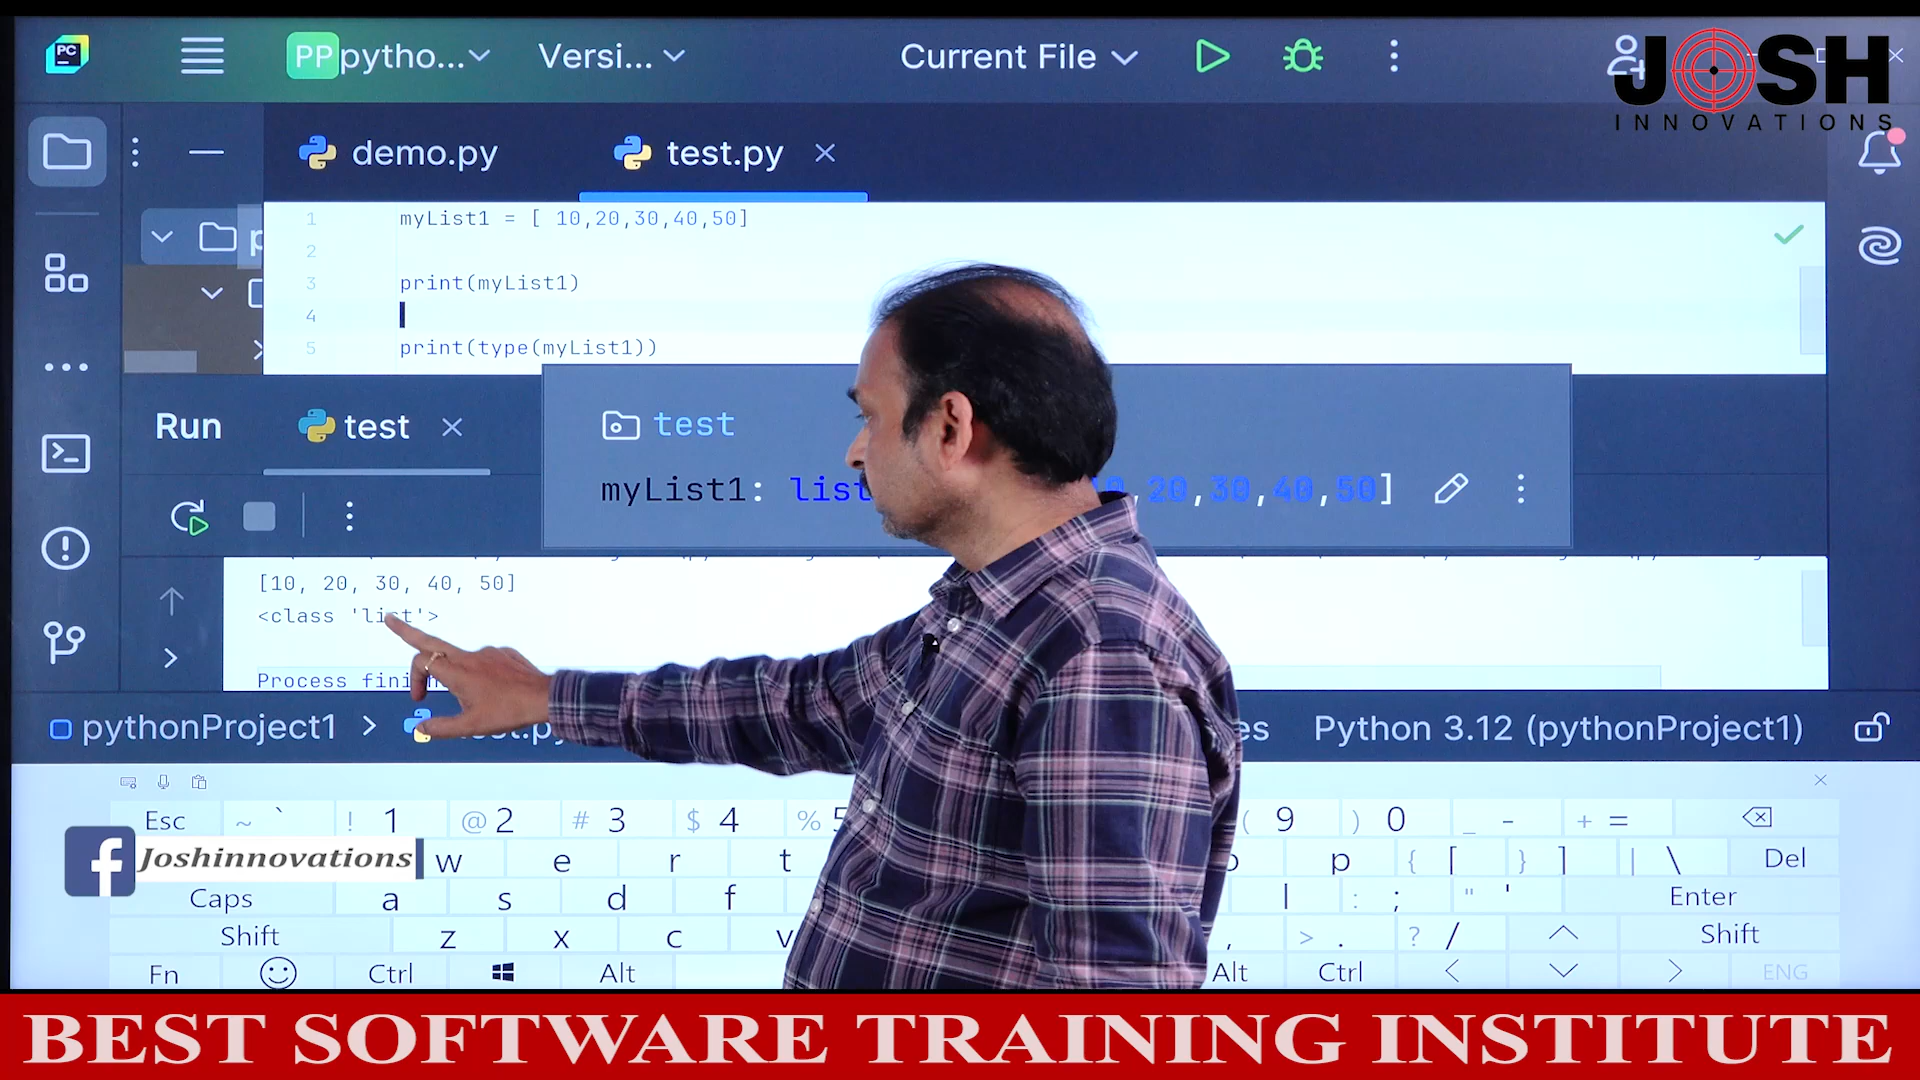 PC
PP pytho...
Versi...
Current File
JOSH
INNOVATIONS
demo.py
test.py
1 myList1 = [ 10,20,30,40,50]
2
3 print(myList1)
4
5 print(type(myList1))
Run
test
test
myList1: list
,20,30,40,50]
[10, 20, 30, 40, 50]
<class 'list'>
Process
pythonProject1 > test.py
Python 3.12 (pythonProject1)
Esc ~ ` ! 1 @ 2 # 3 $ 4 % 5 ( 9 ) 0 _ - + =
w e r t p { [ } ] | \ Del
Joshinnovations
Caps a s d f l : ; " ' Enter
Shift z x c v , > . ? / Shift
Fn Ctrl Alt Alt Ctrl < > ENG
BEST SOFTWARE TRAINING INSTITUTE